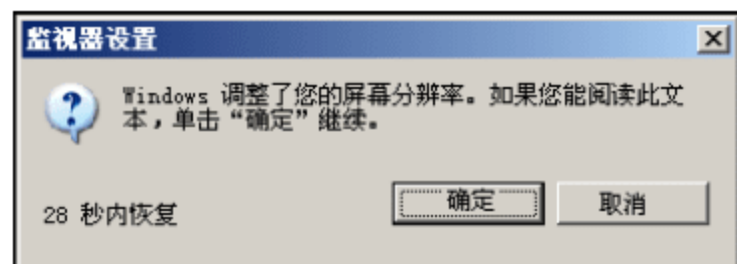 监视器设置
Windows 调整了您的屏幕分辨率。如果您能阅读此文
本，单击“确定”继续。
28 秒内恢复
确定
取消